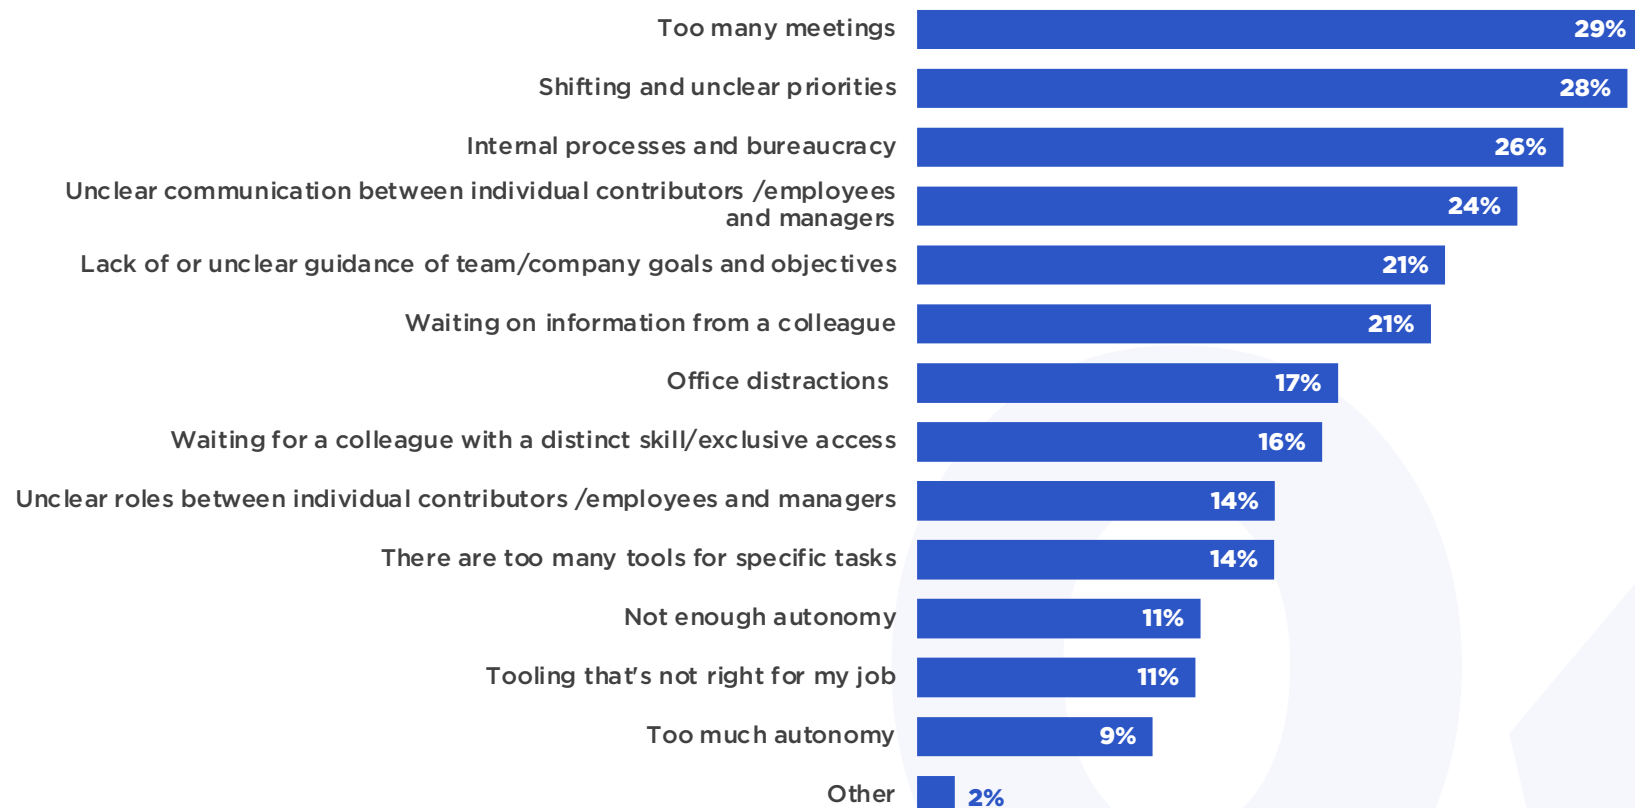 Too many meetings 29%
Shifting and unclear priorities 28%
Internal processes and bureaucracy 26%
Unclear communication between individual contributors /employees
and managers 24%
Lack of or unclear guidance of team/company goals and objectives 21%
Waiting on information from a colleague 21%
Office distractions 17%
Waiting for a colleague with a distinct skill/exclusive access 16%
Unclear roles between individual contributors /employees and managers 14%
There are too many tools for specific tasks 14%
Not enough autonomy 11%
Tooling that's not right for my job 11%
Too much autonomy 9%
Other 2%